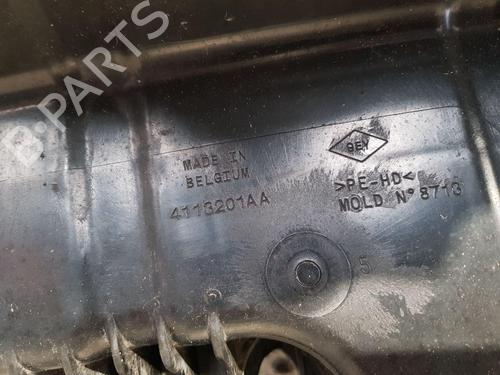 B-PARTS
MADE IN
BELGIUM
4113201AA
>PE-HD<
MOLD N° 8713
5